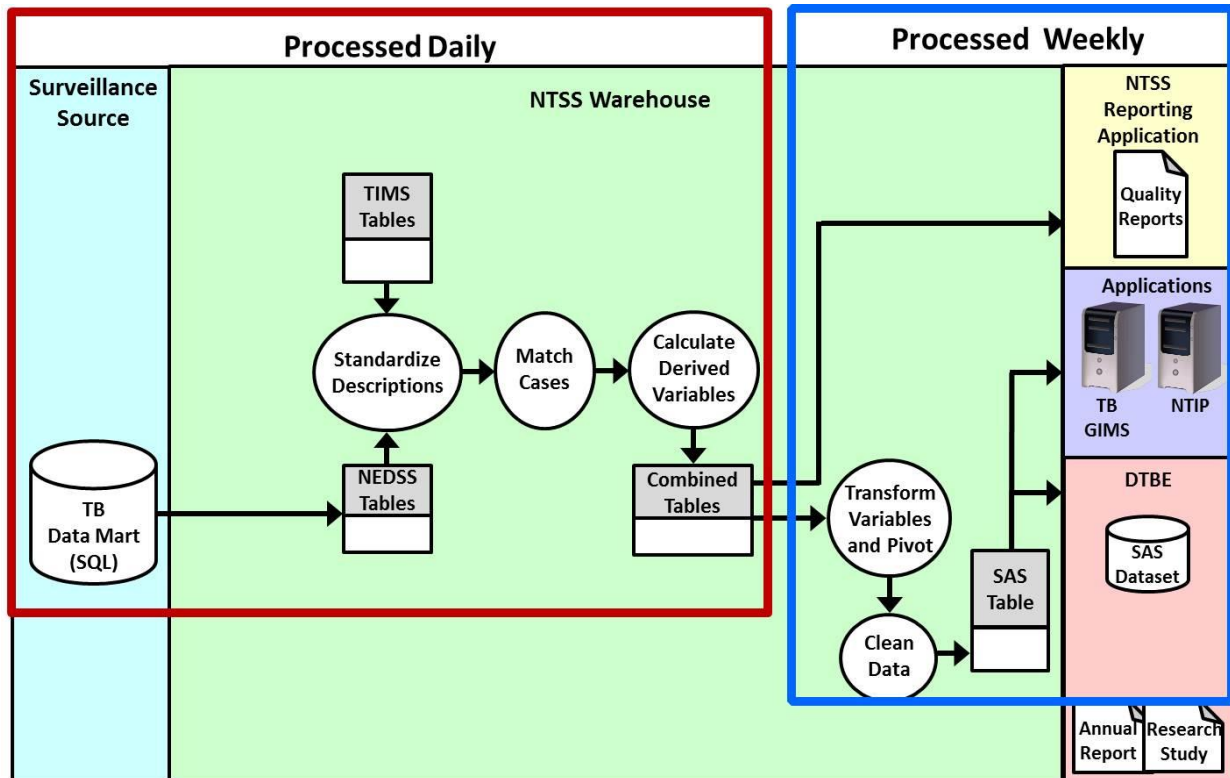 Processed Daily
Processed Weekly
Surveillance
Source
NTSS Warehouse
NTSS
Reporting
Application
Quality
Reports
TIMS
Tables
Standardize
Descriptions
Match
Cases
Calculate
Derived
Variables
Applications
TB
GIMS
NTIP
TB
Data Mart
(SQL)
NEDSS
Tables
Combined
Tables
Transform
Variables
and Pivot
Clean
Data
SAS
Table
DTBE
SAS
Dataset
Annual
Report
Research
Study